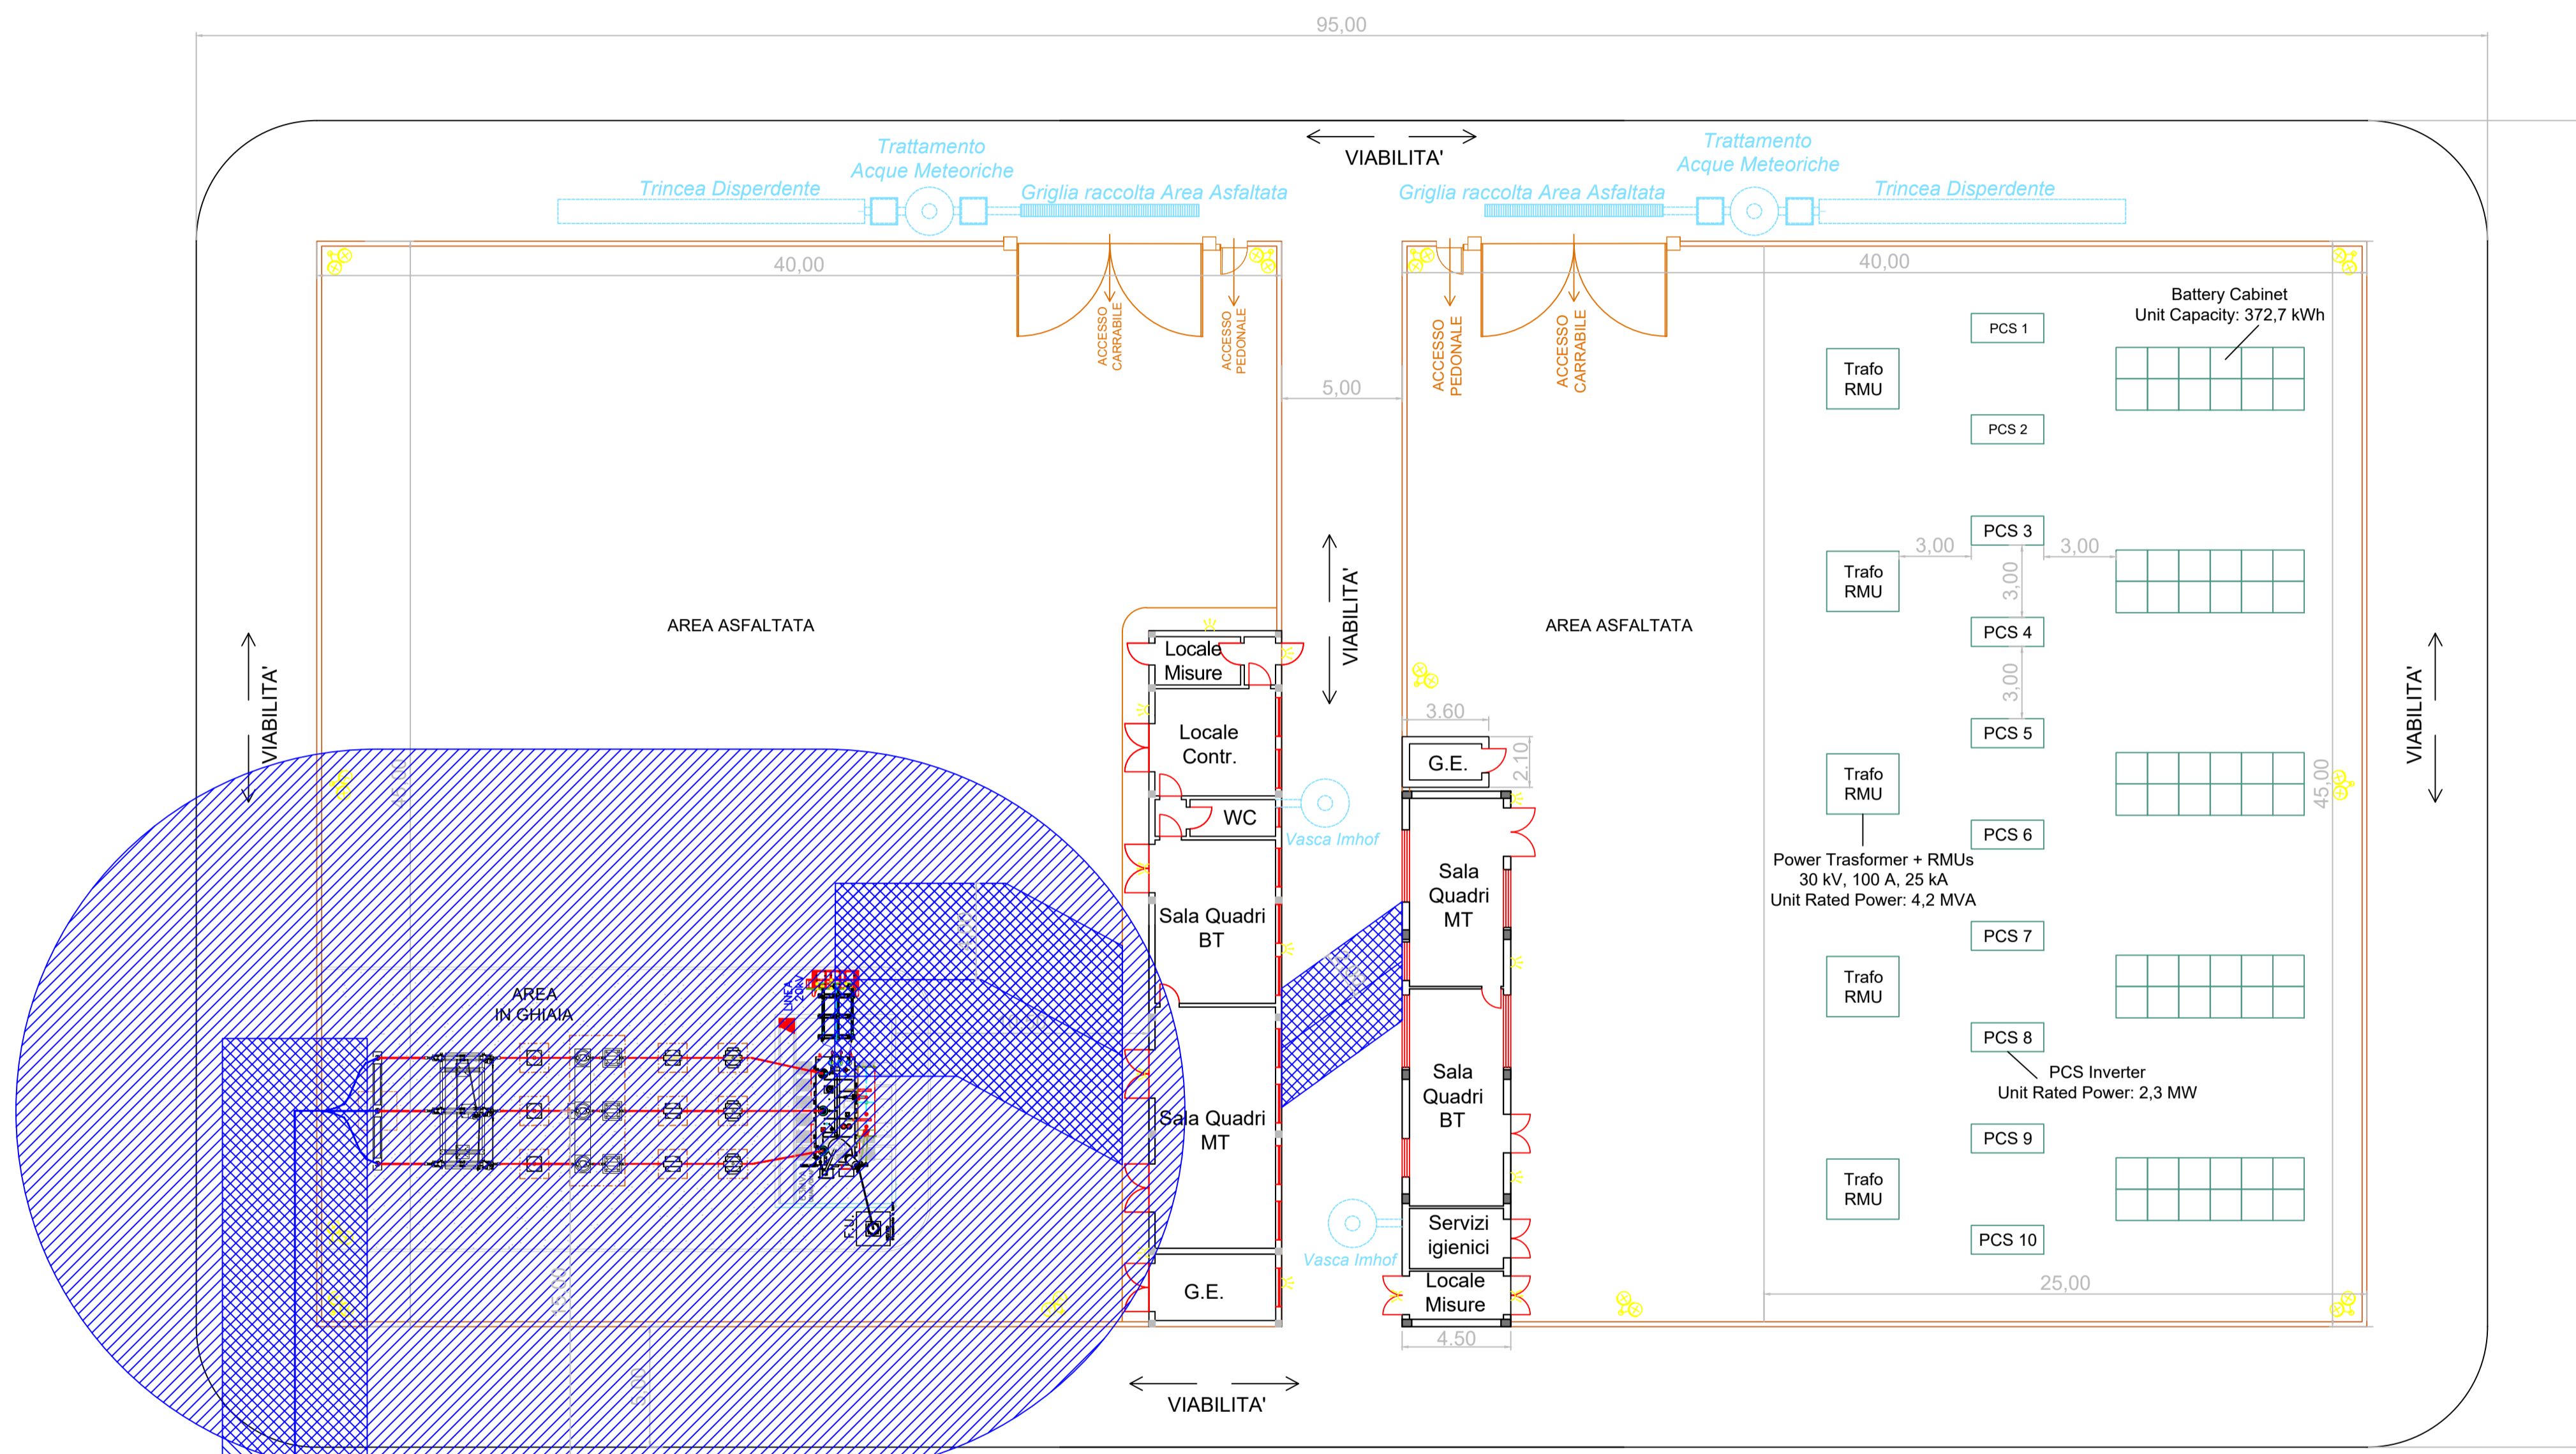 95,00
VIABILITA'
Trattamento
Acque Meteoriche
Trincea Disperdente
Griglia raccolta Area Asfaltata
Griglia raccolta Area Asfaltata
Trattamento
Acque Meteoriche
Trincea Disperdente
40,00
40,00
ACCESSO
CARRABILE
ACCESSO
PEDONALE
ACCESSO
PEDONALE
ACCESSO
CARRABILE
5,00
Battery Cabinet
Unit Capacity: 372,7 kWh
PCS 1
Trafo
RMU
PCS 2
PCS 3
3,00
3,00
Trafo
RMU
3,00
PCS 4
3,00
PCS 5
AREA ASFALTATA
AREA ASFALTATA
VIABILITA'
VIABILITA'
VIABILITA'
Locale
Misure
Locale
Contr.
WC
Vasca Imhof
Sala Quadri
BT
Sala Quadri
MT
G.E.
3.60
2.10
G.E.
Sala
Quadri
MT
Sala
Quadri
BT
Servizi
igienici
Locale
Misure
4.50
Vasca Imhof
45,00
45,00
Trafo
RMU
PCS 6
Power Trasformer + RMUs
30 kV, 100 A, 25 kA
Unit Rated Power: 4,2 MVA
PCS 7
Trafo
RMU
PCS 8
PCS Inverter
Unit Rated Power: 2,3 MW
PCS 9
Trafo
RMU
PCS 10
25,00
AREA
IN GHIAIA
LINEA
20kV
F.U.
VIABILITA'